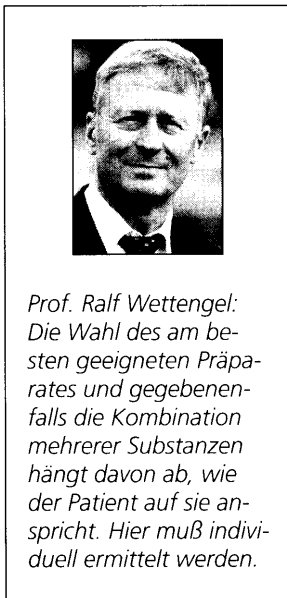 Prof. Ralf Wettengel:
Die Wahl des am be-
sten geeigneten Präpa-
rates und gegebenen-
falls die Kombination
mehrerer Substanzen
hängt davon ab, wie
der Patient auf sie an-
spricht. Hier muß indivi-
duell ermittelt werden.